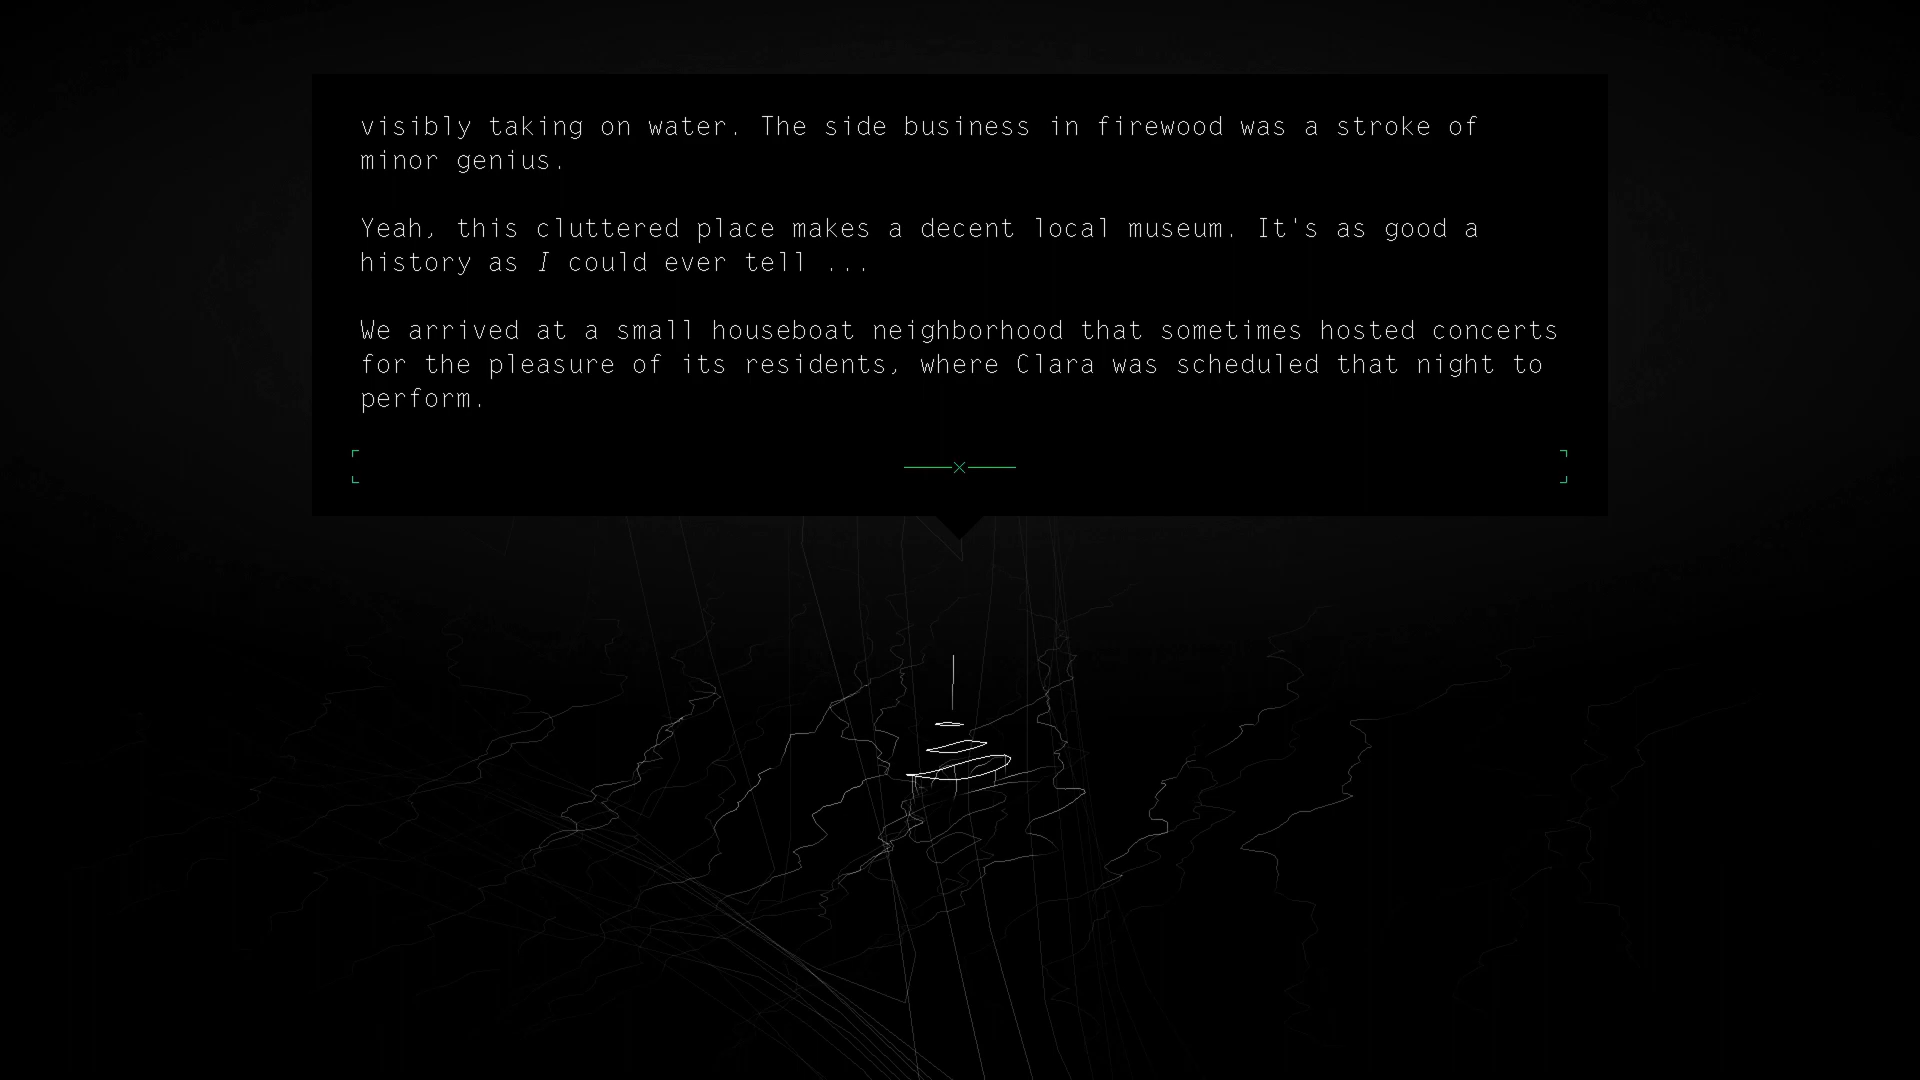 visibly taking on water. The side business in firewood was a stroke of
minor genius.
Yeah, this cluttered place makes a decent local museum. It's as good a
history as I could ever tell ...
We arrived at a small houseboat neighborhood that sometimes hosted concerts
for the pleasure of its residents, where Clara was scheduled that night to
perform.